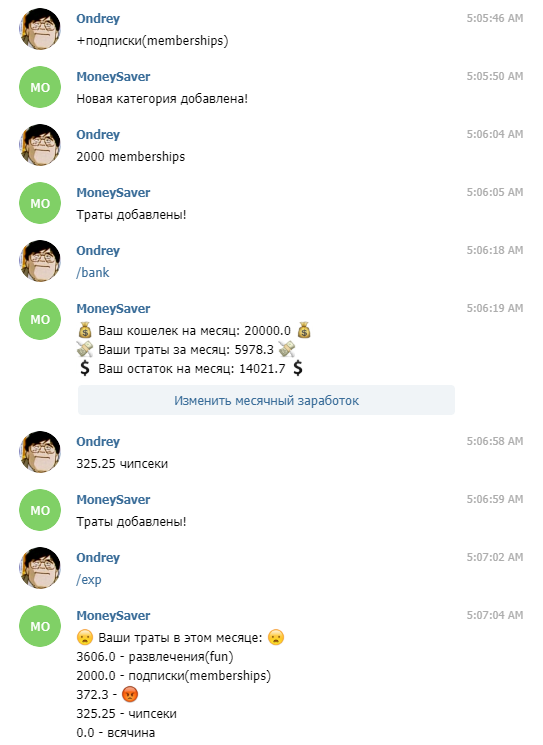 Ondrey 5:05:46 AM
+подписки(memberships)
MO MoneySaver 5:05:50 AM
Новая категория добавлена!
Ondrey 5:06:04 AM
2000 memberships
MO MoneySaver 5:06:05 AM
Траты добавлены!
Ondrey 5:06:18 AM
/bank
MO MoneySaver 5:06:19 AM
💰 Ваш кошелек на месяц: 20000.0 💰
💸 Ваши траты за месяц: 5978.3 💸
💲 Ваш остаток на месяц: 14021.7 💲
Изменить месячный заработок
Ondrey 5:06:58 AM
325.25 чипсеки
MO MoneySaver 5:06:59 AM
Траты добавлены!
Ondrey 5:07:02 AM
/exp
MO MoneySaver 5:07:04 AM
😦 Ваши траты в этом месяце: 😦
3606.0 - развлечения(fun)
2000.0 - подписки(memberships)
372.3 - 😡
325.25 - чипсеки
0.0 - всячина